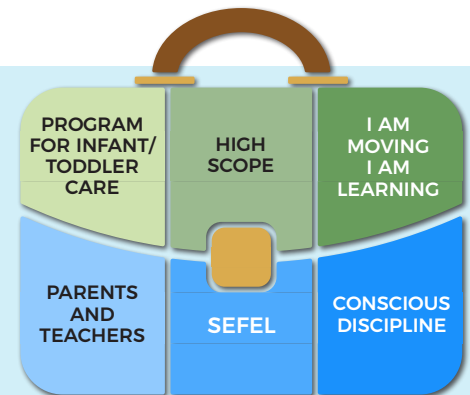 PROGRAM
FOR INFANT/
TODDLER
CARE
HIGH
SCOPE
I AM
MOVING
I AM
LEARNING
PARENTS
AND
TEACHERS
SEFEL
CONSCIOUS
DISCIPLINE